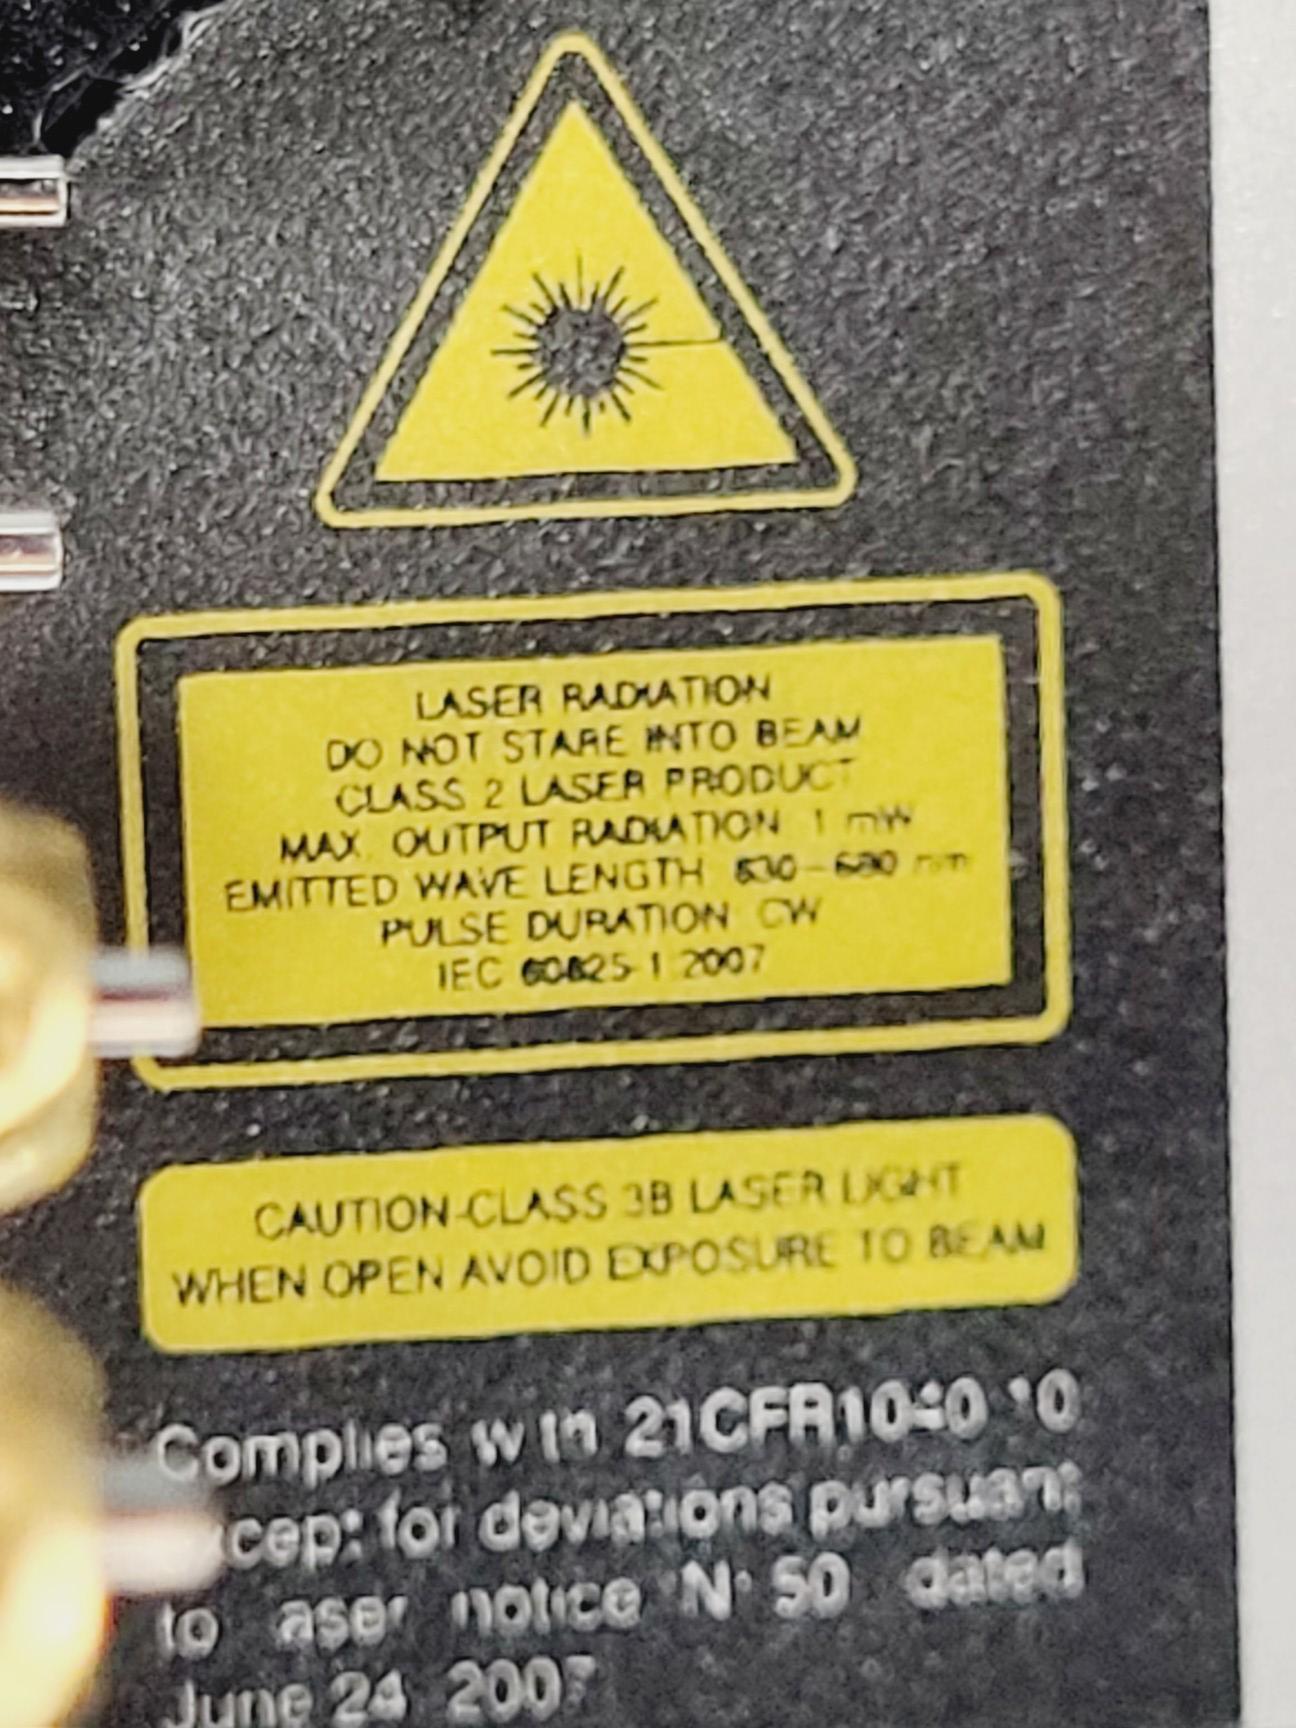 LASER RADIATION
DO NOT STARE INTO BEAM
CLASS 2 LASER PRODUCT
MAX. OUTPUT RADIATION 1 mW
EMITTED WAVE LENGTH 630-680 nm
PULSE DURATION CW
IEC 60825-1 2007
CAUTION-CLASS 3B LASER LIGHT
WHEN OPEN AVOID EXPOSURE TO BEAM
Complies with 21CFR1040 10
except for deviations pursuant
to laser notice N° 50 dated
June 24 2007